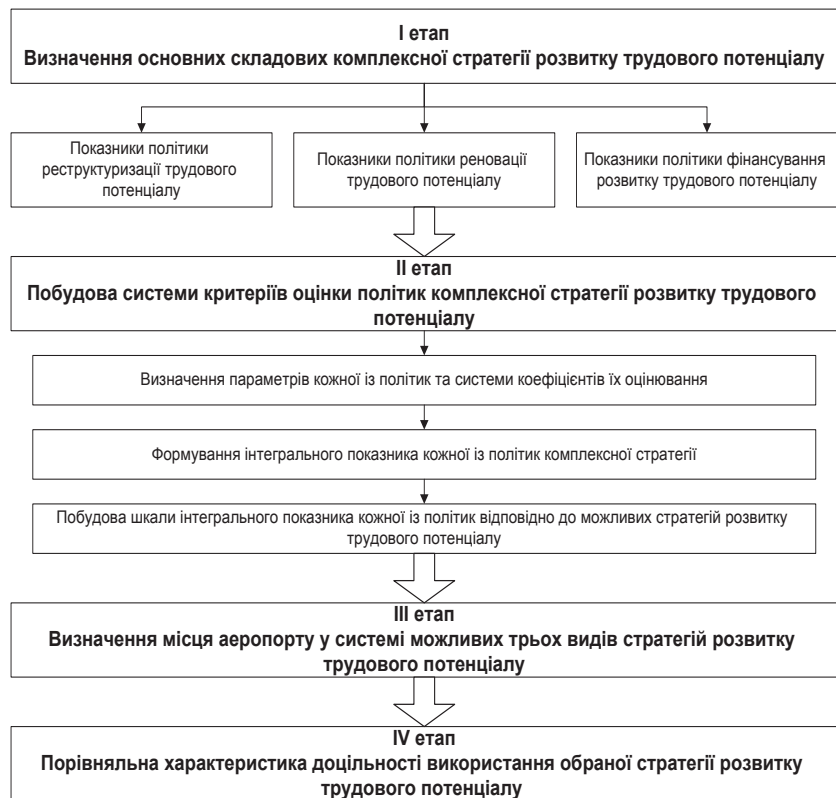 I етап
Визначення основних складових комплексної стратегії розвитку трудового потенціалу
Показники політики
реструктуризації трудового
потенціалу
Показники політики реновації
трудового потенціалу
Показники політики фінансування
розвитку трудового потенціалу
II етап
Побудова системи критеріїв оцінки політик комплексної стратегії розвитку трудового
потенціалу
Визначення параметрів кожної із політик та системи коефіцієнтів їх оцінювання
Формування інтегрального показника кожної із політик комплексної стратегії
Побудова шкали інтегрального показника кожної із політик відповідно до можливих стратегій розвитку
трудового потенціалу
III етап
Визначення місця аеропорту у системі можливих трьох видів стратегій розвитку
трудового потенціалу
IV етап
Порівняльна характеристика доцільності використання обраної стратегії розвитку
трудового потенціалу